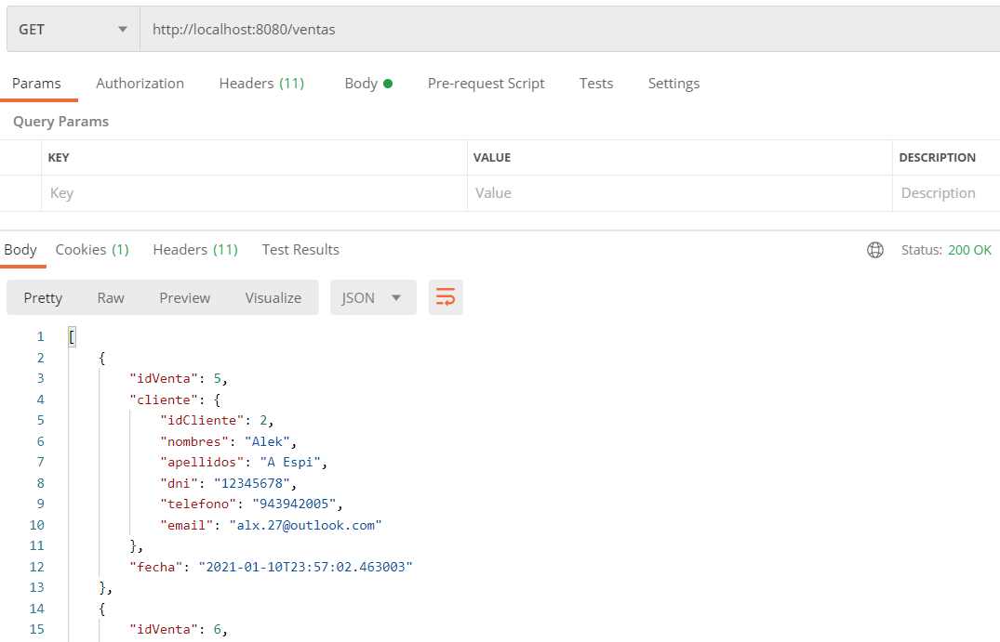 GET http://localhost:8080/ventas
Params Authorization Headers (11) Body Pre-request Script Tests Settings
Query Params
KEY VALUE DESCRIPTION
Key Value Description
Body Cookies (1) Headers (11) Test Results Status: 200 OK
Pretty Raw Preview Visualize JSON
1 [
2 {
3 "idVenta": 5,
4 "cliente": {
5 "idCliente": 2,
6 "nombres": "Alek",
7 "apellidos": "A Espi",
8 "dni": "12345678",
9 "telefono": "943942005",
10 "email": "alx.27@outlook.com"
11 },
12 "fecha": "2021-01-10T23:57:02.463003"
13 },
14 {
15 "idVenta": 6,